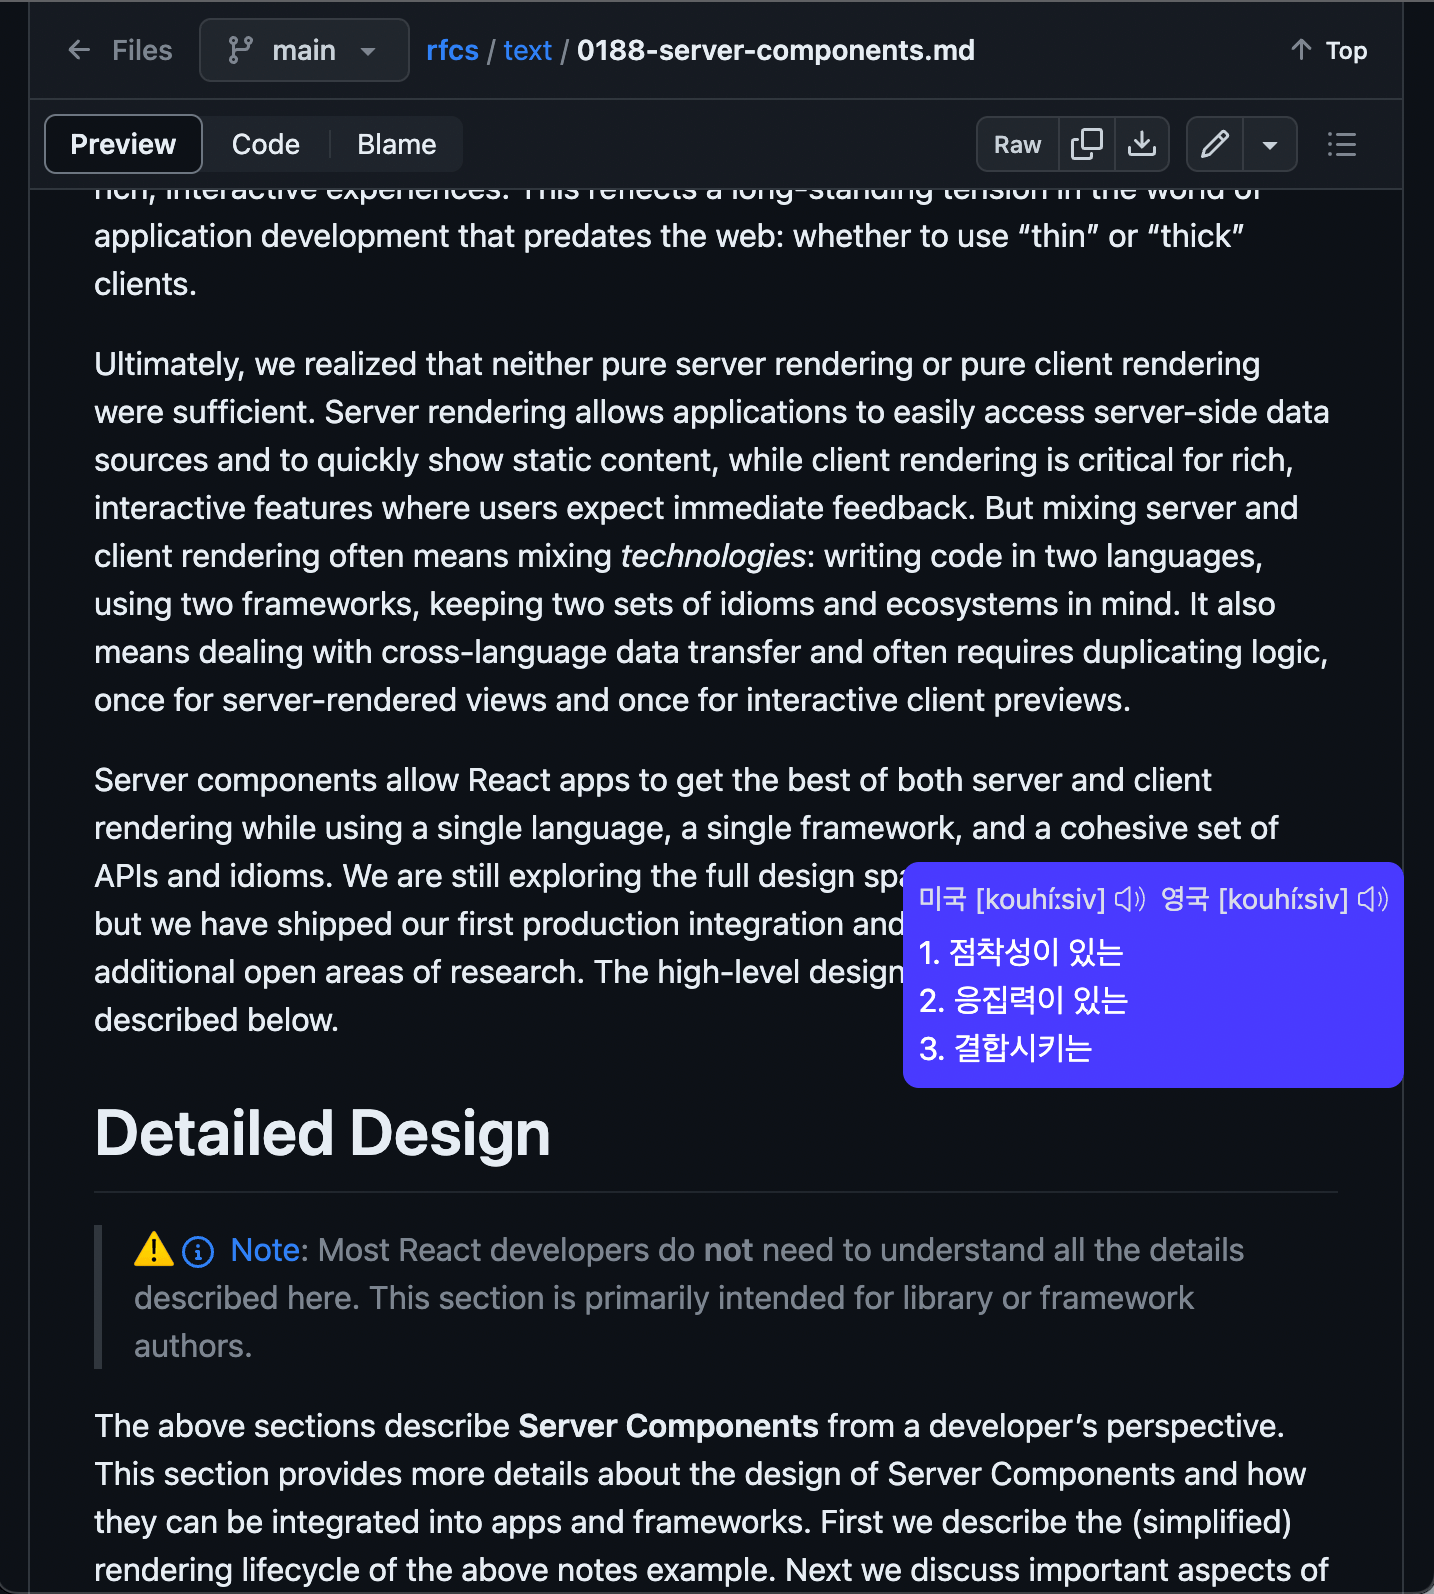 Files
main
rfcs / text / 0188-server-components.md
Top
Preview
Code
Blame
Raw
rich, interactive experiences. This reflects a long-standing tension in the world of
application development that predates the web: whether to use “thin” or “thick”
clients.
Ultimately, we realized that neither pure server rendering or pure client rendering
were sufficient. Server rendering allows applications to easily access server-side data
sources and to quickly show static content, while client rendering is critical for rich,
interactive features where users expect immediate feedback. But mixing server and
client rendering often means mixing technologies: writing code in two languages,
using two frameworks, keeping two sets of idioms and ecosystems in mind. It also
means dealing with cross-language data transfer and often requires duplicating logic,
once for server-rendered views and once for interactive client previews.
Server components allow React apps to get the best of both server and client
rendering while using a single language, a single framework, and a cohesive set of
APIs and idioms. We are still exploring the full design
but we have shipped our first production integration and
additional open areas of research. The high-level design
described below.
미국 [kouhíːsiv] 영국 [kouhíːsiv]
1. 점착성이 있는
2. 응집력이 있는
3. 결합시키는
Detailed Design
Note: Most React developers do not need to understand all the details
described here. This section is primarily intended for library or framework
authors.
The above sections describe Server Components from a developer’s perspective.
This section provides more details about the design of Server Components and how
they can be integrated into apps and frameworks. First we describe the (simplified)
rendering lifecycle of the above notes example. Next we discuss important aspects of